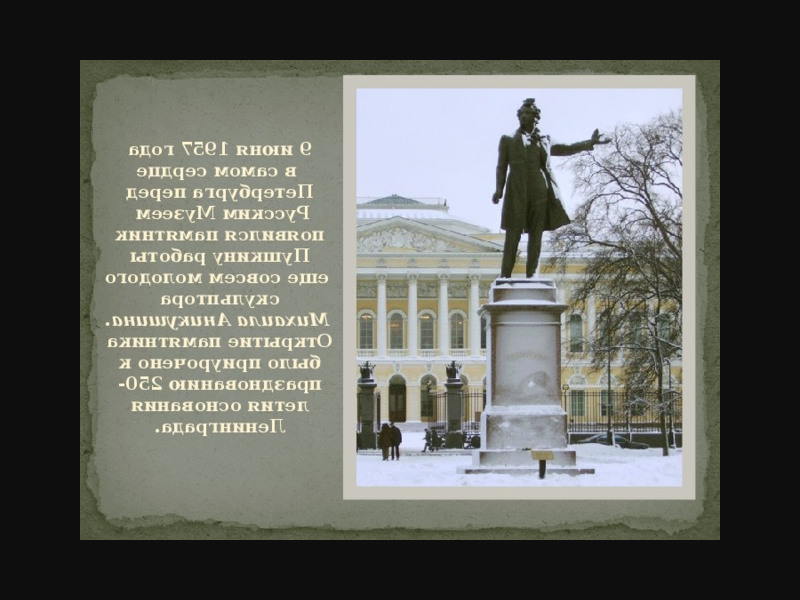 9 июня 1957 года
в самом сердце
Петербурга перед
Русским Музеем
появился памятник
Пушкину работы
еще совсем молодого
скульптора
Михаила Аникушина.
Открытие памятника
было приурочено к
празднованию 250-
летия основания
Ленинграда.